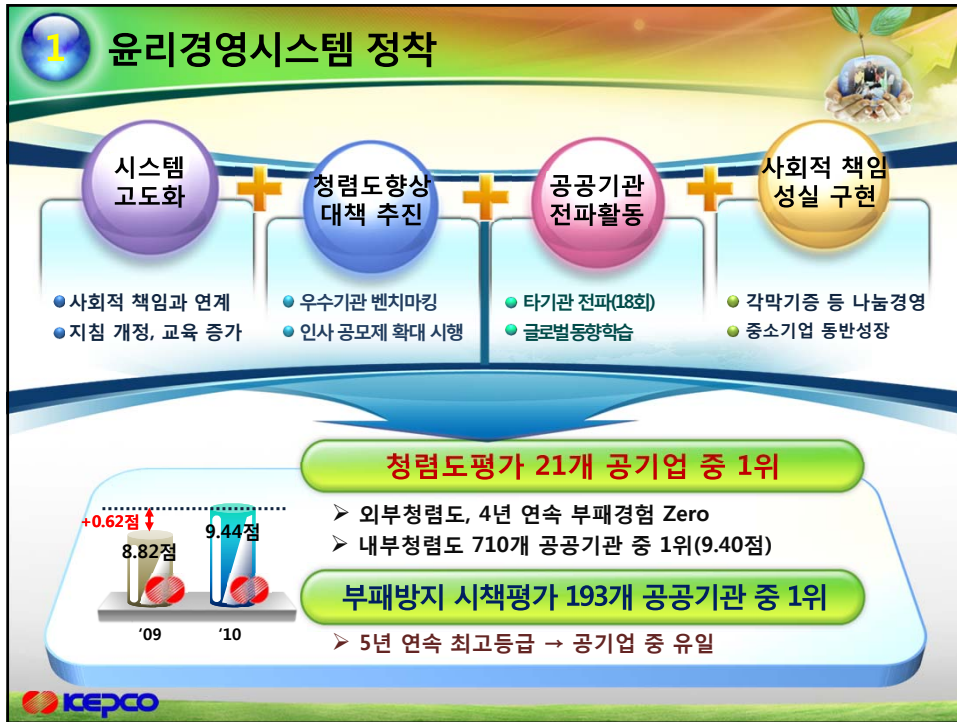 1
윤리경영시스템 정착
시스템
고도화
청렴도향상
대책 추진
공공기관
전파활동
사회적 책임
성실 구현
사회적 책임과 연계
지침 개정, 교육 증가
우수기관 벤치마킹
인사 공모제 확대 시행
타기관 전파(18회)
글로벌동향학습
각막기증 등 나눔경영
중소기업 동반성장
청렴도평가 21개 공기업 중 1위
➢ 외부청렴도, 4년 연속 부패경험 Zero
➢ 내부청렴도 710개 공공기관 중 1위(9.40점)
+0.62점
8.82점
9.44점
‘09
‘10
부패방지 시책평가 193개 공공기관 중 1위
➢ 5년 연속 최고등급 → 공기업 중 유일
KEPCO